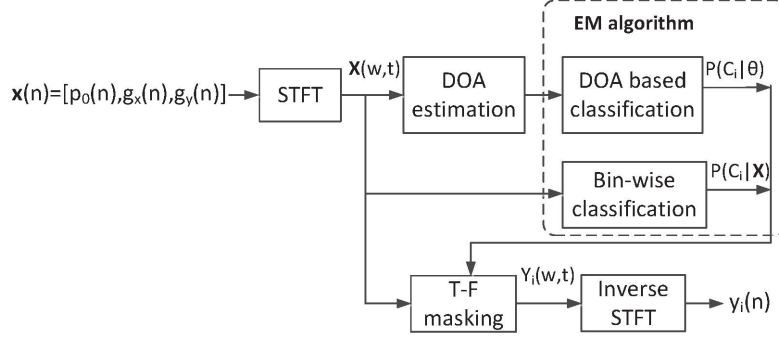 EM algorithm
x(n)=[p₀(n),gₓ(n),g_y(n)]
STFT
X(w,t)
DOA
estimation
DOA based
classification
P(Cᵢ|θ)
Bin-wise
classification
P(Cᵢ|X)
T-F
masking
Yᵢ(w,t)
Inverse
STFT
yᵢ(n)